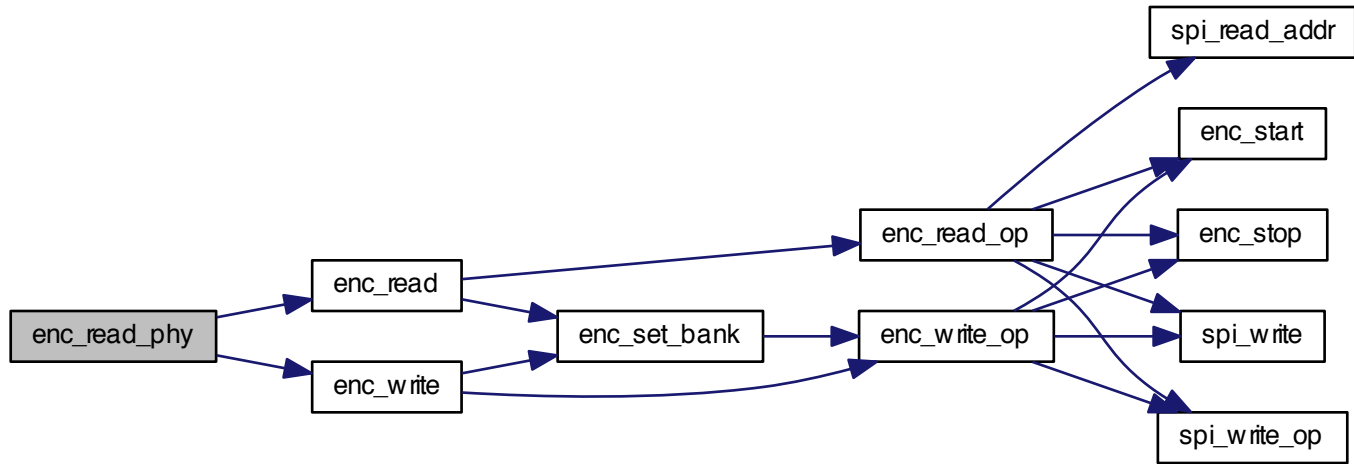 enc_read_phy
enc_read
enc_write
enc_set_bank
enc_read_op
enc_write_op
spi_read_addr
enc_start
enc_stop
spi_write
spi_write_op